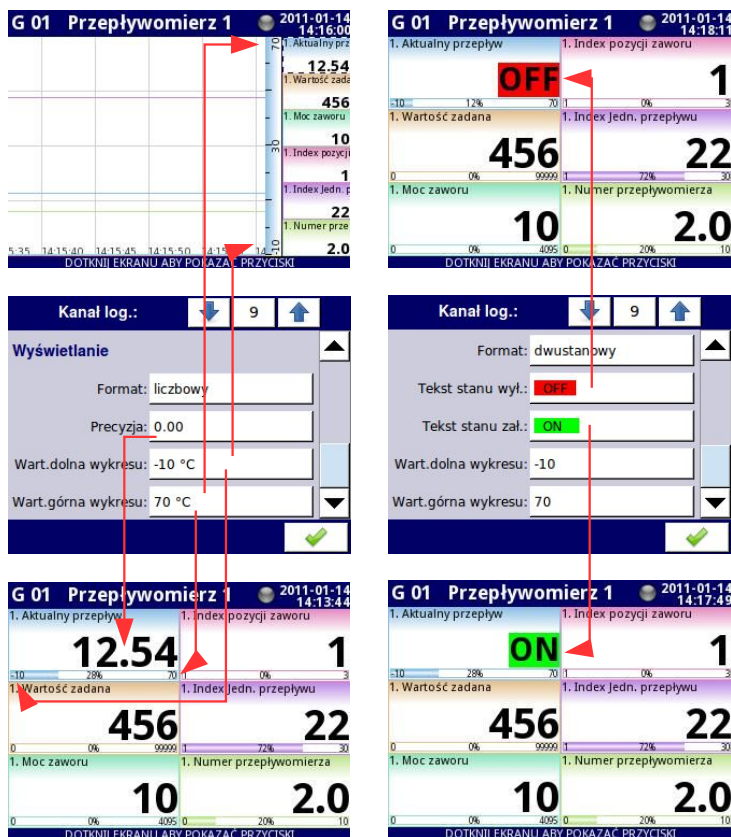 G 01 Przepływomierz 1 2011-01-14
14:16:00
70
1. Aktualny prz
12.54
1. Wartość zada
456
1. Moc zaworu
10
30
1. Index pozycji
1
1. Index Jedn. p
22
1. Numer prze
2.0
-10
5:35 14:15:40 14:15:45 14:15:50
DOTKNIJ EKRANU ABY POKAZAĆ PRZYCISKI
G 01 Przepływomierz 1 2011-01-14
14:18:11
1. Aktualny przepływ 1. Index pozycji zaworu
OFF 1
-10 12% 70 1 0% 3
1. Wartość zadana 1. Index Jedn. przepływu
456 22
0 0% 99999 1 72% 30
1. Moc zaworu 1. Numer przepływomierza
10 2.0
0 0% 4095 0 20% 10
DOTKNIJ EKRANU ABY POKAZAĆ PRZYCISKI
Kanał log.: 9
Wyświetlanie
Format: liczbowy
Precyzja: 0.00
Wart.dolna wykresu: -10 °C
Wart.górna wykresu: 70 °C
Kanał log.: 9
Format: dwustanowy
Tekst stanu wył.: OFF
Tekst stanu zał.: ON
Wart.dolna wykresu: -10
Wart.górna wykresu: 70
G 01 Przepływomierz 1 2011-01-14
14:13:44
1. Aktualny przepływ 1. Index pozycji zaworu
12.54 1
-10 28% 70 1 0% 3
1. Wartość zadana 1. Index Jedn. przepływu
456 22
0 0% 99999 1 72% 30
1. Moc zaworu 1. Numer przepływomierza
10 2.0
0 0% 4095 0 20% 10
DOTKNIJ EKRANU ABY POKAZAĆ PRZYCISKI
G 01 Przepływomierz 1 2011-01-14
14:17:49
1. Aktualny przepływ 1. Index pozycji zaworu
ON 1
-10 28% 70 1 0% 3
1. Wartość zadana 1. Index Jedn. przepływu
456 22
0 0% 99999 1 72% 30
1. Moc zaworu 1. Numer przepływomierza
10 2.0
0 0% 4095 0 20% 10
DOTKNIJ EKRANU ABY POKAZAĆ PRZYCISKI